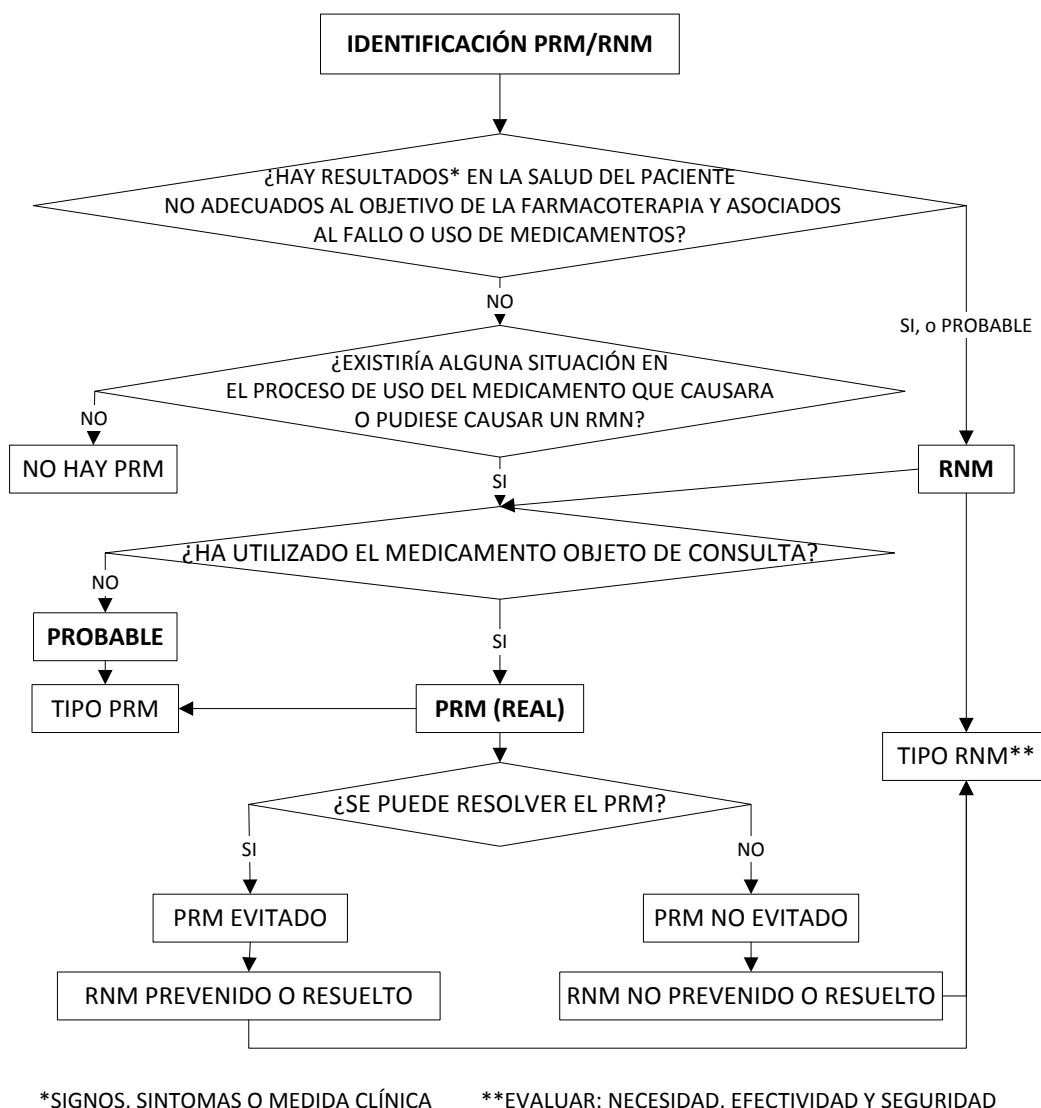 IDENTIFICACIÓN PRM/RNM
¿HAY RESULTADOS* EN LA SALUD DEL PACIENTE
NO ADECUADOS AL OBJETIVO DE LA FARMACOTERAPIA Y ASOCIADOS
AL FALLO O USO DE MEDICAMENTOS?
NO
SI, o PROBABLE
¿EXISTIRÍA ALGUNA SITUACIÓN EN
EL PROCESO DE USO DEL MEDICAMENTO QUE CAUSARA
O PUDIESE CAUSAR UN RMN?
NO
NO HAY PRM
RNM
SI
¿HA UTILIZADO EL MEDICAMENTO OBJETO DE CONSULTA?
NO
PROBABLE
SI
TIPO PRM
PRM (REAL)
TIPO RNM**
¿SE PUEDE RESOLVER EL PRM?
SI
NO
PRM EVITADO
PRM NO EVITADO
RNM PREVENIDO O RESUELTO
RNM NO PREVENIDO O RESUELTO
*SIGNOS, SINTOMAS O MEDIDA CLÍNICA
**EVALUAR: NECESIDAD, EFECTIVIDAD Y SEGURIDAD